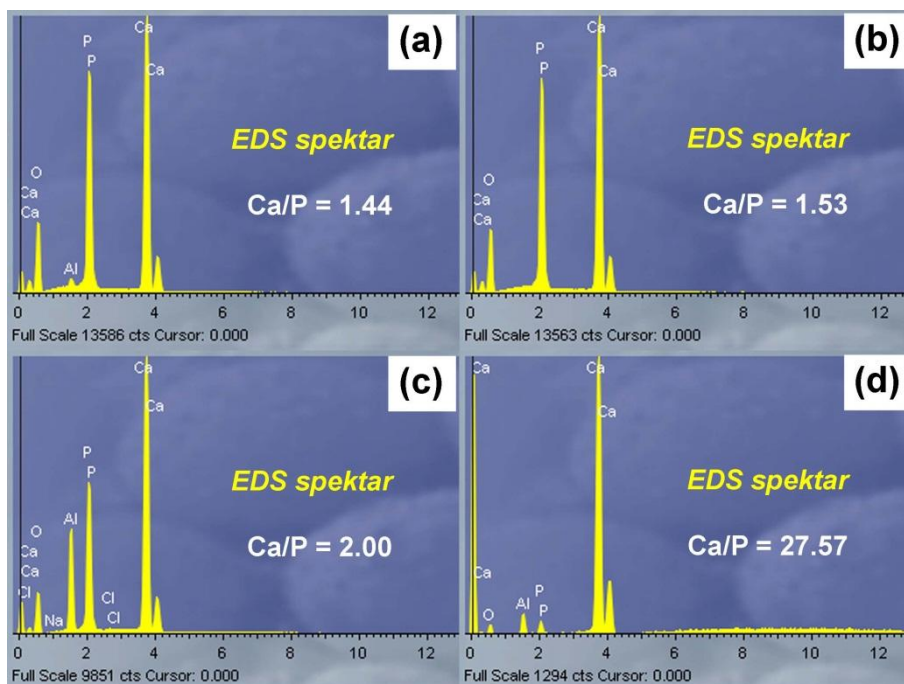 (a)
Ca
P
P
Ca
EDS spektar
O
Ca
Ca
Ca/P = 1.44
Al
0 2 4 6 8 10 12
Full Scale 13586 cts Cursor: 0.000
(b)
Ca
P
P
Ca
EDS spektar
O
Ca
Ca
Ca/P = 1.53
0 2 4 6 8 10 12
Full Scale 13563 cts Cursor: 0.000
(c)
Ca
Ca
P
P
EDS spektar
Al
O
Ca
Ca
Ca/P = 2.00
Cl
Na
Cl
Cl
0 2 4 6 8 10 12
Full Scale 9851 cts Cursor: 0.000
(d)
Ca
Ca
EDS spektar
Ca/P = 27.57
Ca
O
Al
P
P
0 2 4 6 8 10 12
Full Scale 1294 cts Cursor: 0.000